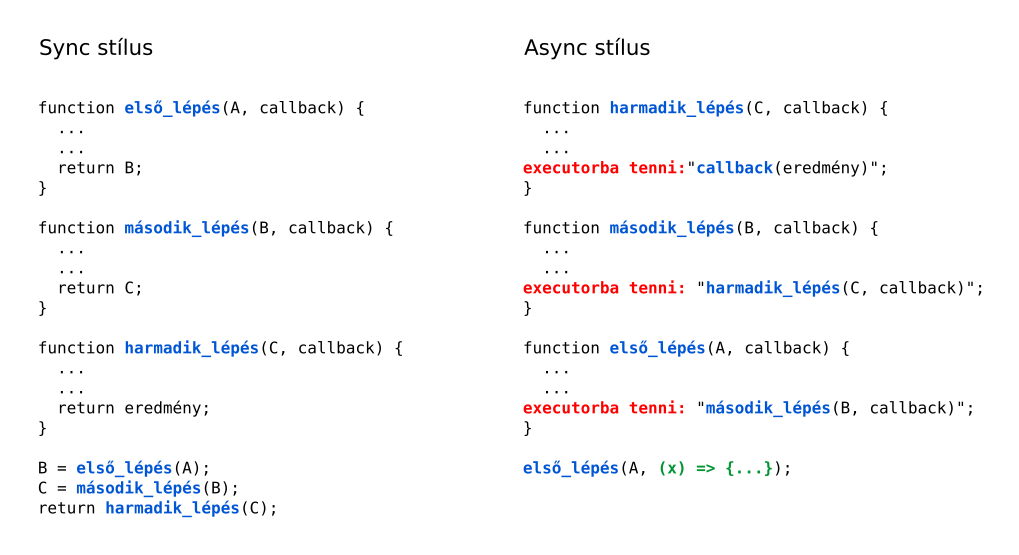 Sync stílus
function első_lépés(A, callback) {
  ...
  ...
  return B;
}
function második_lépés(B, callback) {
  ...
  ...
  return C;
}
function harmadik_lépés(C, callback) {
  ...
  ...
  return eredmény;
}
B = első_lépés(A);
C = második_lépés(B);
return harmadik_lépés(C);
Async stílus
function harmadik_lépés(C, callback) {
  ...
  ...
executorba tenni:"callback(eredmény)";
}
function második_lépés(B, callback) {
  ...
  ...
executorba tenni: "harmadik_lépés(C, callback)";
}
function első_lépés(A, callback) {
  ...
  ...
executorba tenni: "második_lépés(B, callback)";
}
első_lépés(A, (x) => {...});